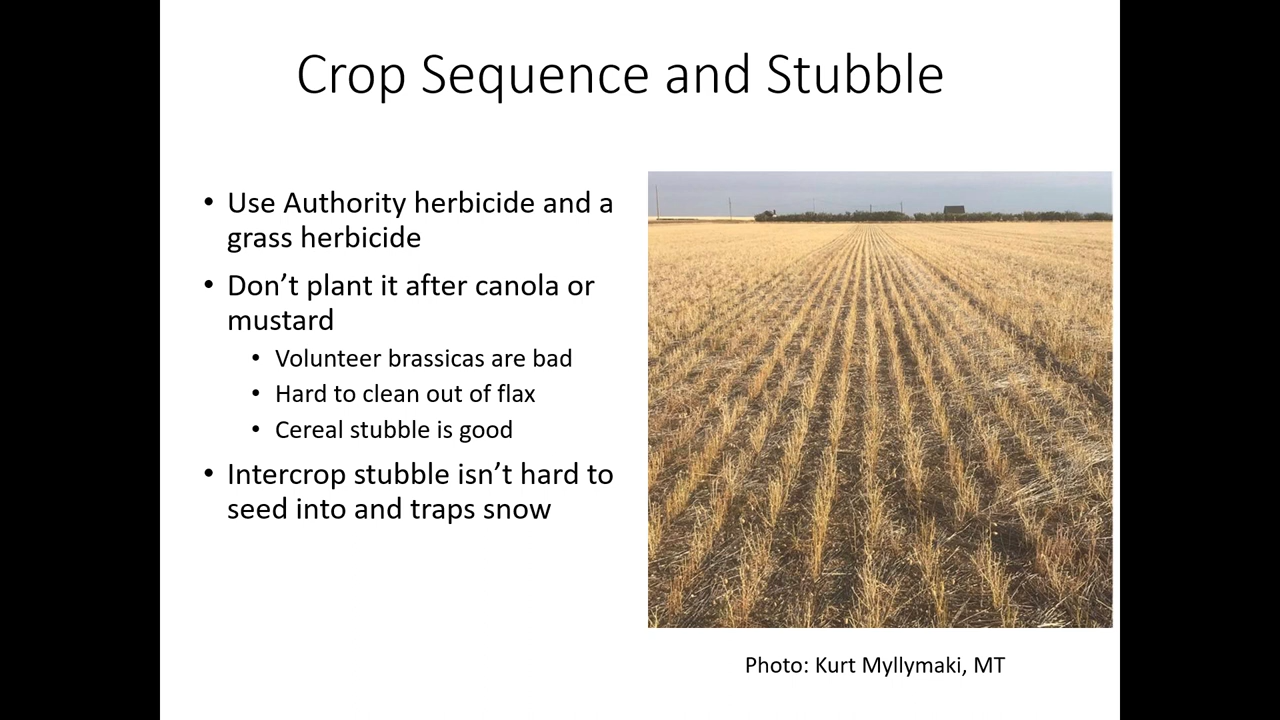 Crop Sequence and Stubble
• Use Authority herbicide and a
grass herbicide
• Don’t plant it after canola or
mustard
• Volunteer brassicas are bad
• Hard to clean out of flax
• Cereal stubble is good
• Intercrop stubble isn’t hard to
seed into and traps snow
Photo: Kurt Myllymaki, MT